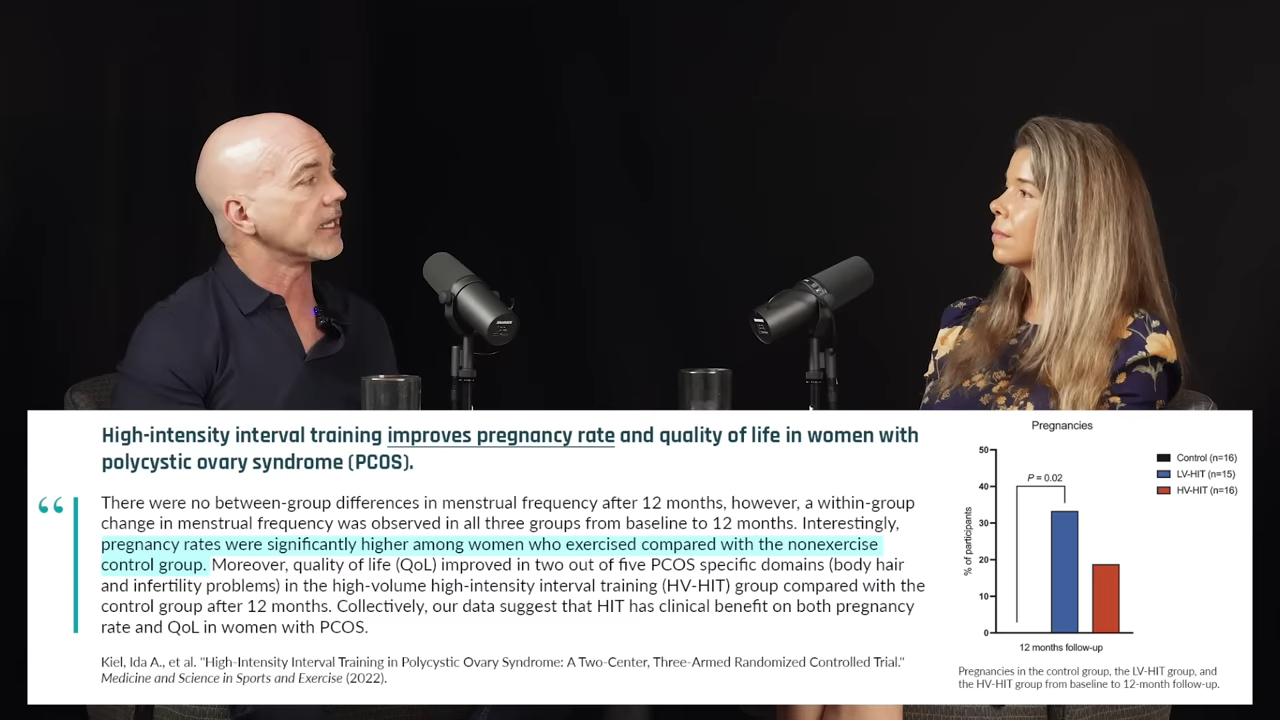 High-intensity interval training improves pregnancy rate and quality of life in women with
polycystic ovary syndrome (PCOS).
“
There were no between-group differences in menstrual frequency after 12 months, however, a within-group
change in menstrual frequency was observed in all three groups from baseline to 12 months. Interestingly,
pregnancy rates were significantly higher among women who exercised compared with the nonexercise
control group. Moreover, quality of life (QoL) improved in two out of five PCOS specific domains (body hair
and infertility problems) in the high-volume high-intensity interval training (HV-HIT) group compared with the
control group after 12 months. Collectively, our data suggest that HIT has clinical benefit on both pregnancy
rate and QoL in women with PCOS.
Kiel, Ida A., et al. "High-Intensity Interval Training in Polycystic Ovary Syndrome: A Two-Center, Three-Armed Randomized Controlled Trial."
Medicine and Science in Sports and Exercise (2022).
Pregnancies
50
40
30
20
10
0
% of participants
P = 0.02
Control (n=16)
LV-HIT (n=15)
HV-HIT (n=16)
12 months follow-up
Pregnancies in the control group, the LV-HIT group, and
the HV-HIT group from baseline to 12-month follow-up.